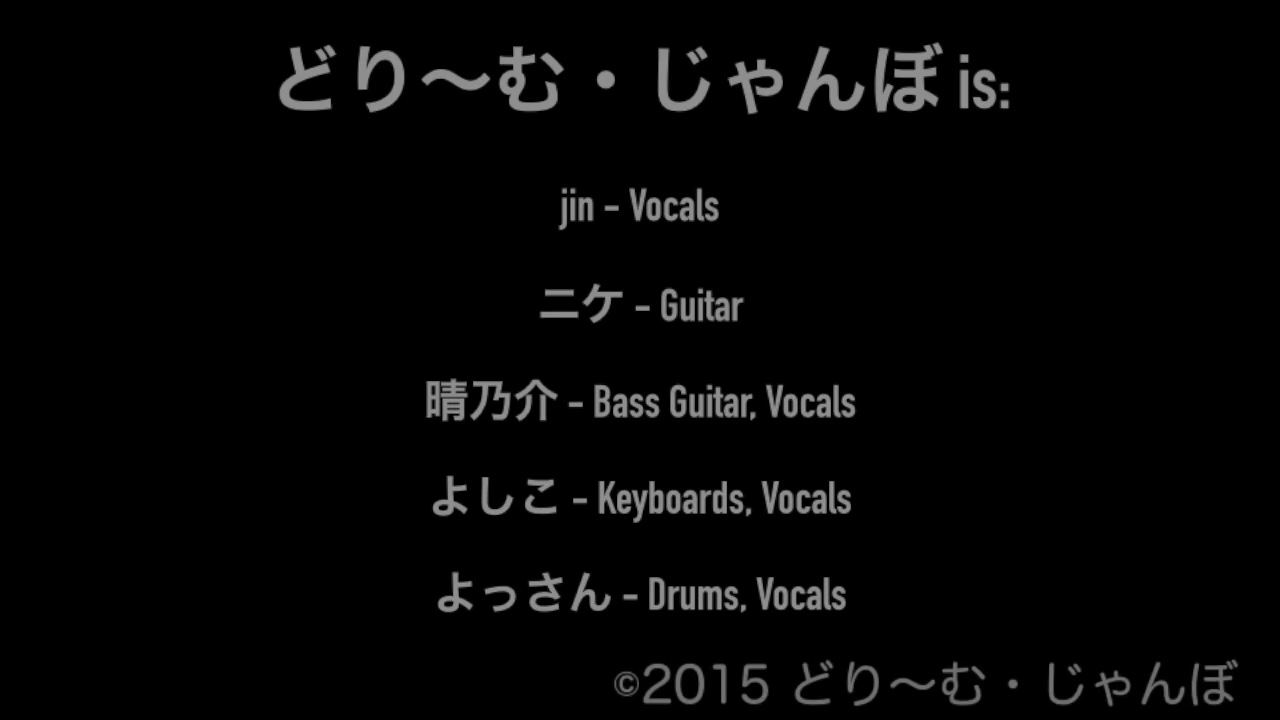 どり〜む・じゃんぼ is:
jin - Vocals
ニケ - Guitar
晴乃介 - Bass Guitar, Vocals
よしこ - Keyboards, Vocals
よっさん - Drums, Vocals
©2015 どり〜む・じゃんぼ